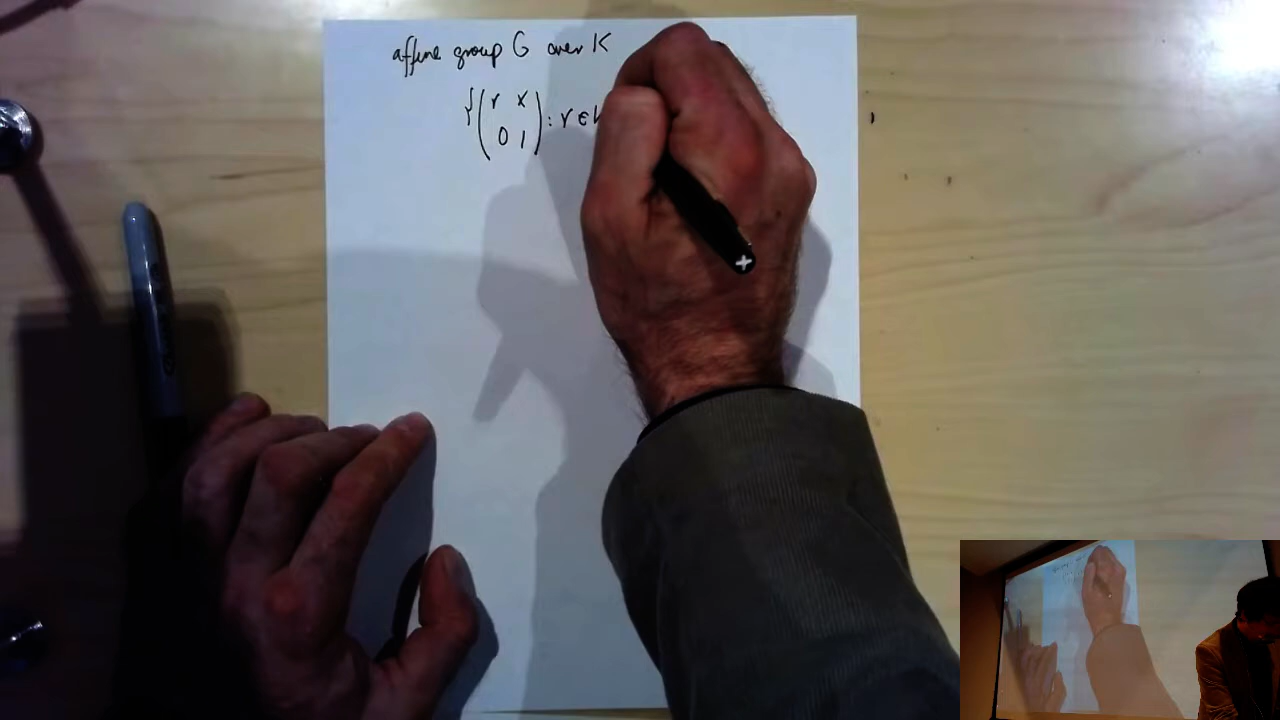 affine group G over K
{( r x
0 1 ) : r ∈